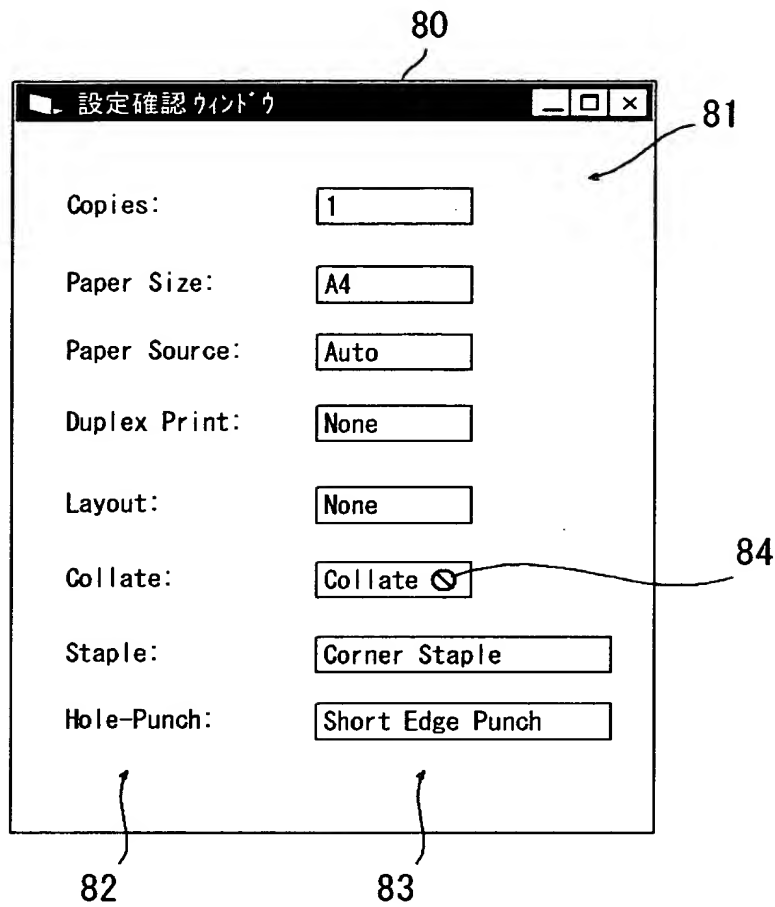 80
設定確認 ｳｨﾝﾄﾞｳ
81
Copies: 1
Paper Size: A4
Paper Source: Auto
Duplex Print: None
Layout: None
84
Collate: Collate
Staple: Corner Staple
Hole-Punch: Short Edge Punch
82 83